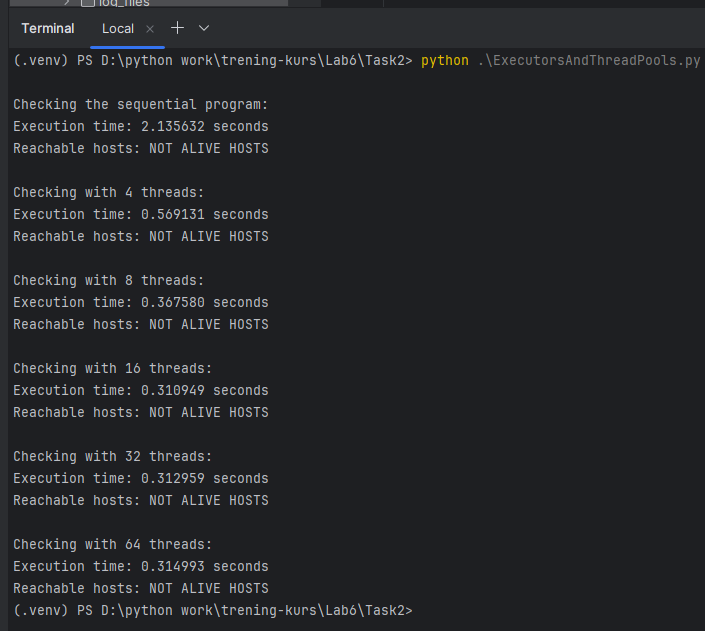 log_files
Terminal Local × +
(.venv) PS D:\python work\trening-kurs\Lab6\Task2> python .\ExecutorsAndThreadPools.py
Checking the sequential program:
Execution time: 2.135632 seconds
Reachable hosts: NOT ALIVE HOSTS
Checking with 4 threads:
Execution time: 0.569131 seconds
Reachable hosts: NOT ALIVE HOSTS
Checking with 8 threads:
Execution time: 0.367580 seconds
Reachable hosts: NOT ALIVE HOSTS
Checking with 16 threads:
Execution time: 0.310949 seconds
Reachable hosts: NOT ALIVE HOSTS
Checking with 32 threads:
Execution time: 0.312959 seconds
Reachable hosts: NOT ALIVE HOSTS
Checking with 64 threads:
Execution time: 0.314993 seconds
Reachable hosts: NOT ALIVE HOSTS
(.venv) PS D:\python work\trening-kurs\Lab6\Task2>